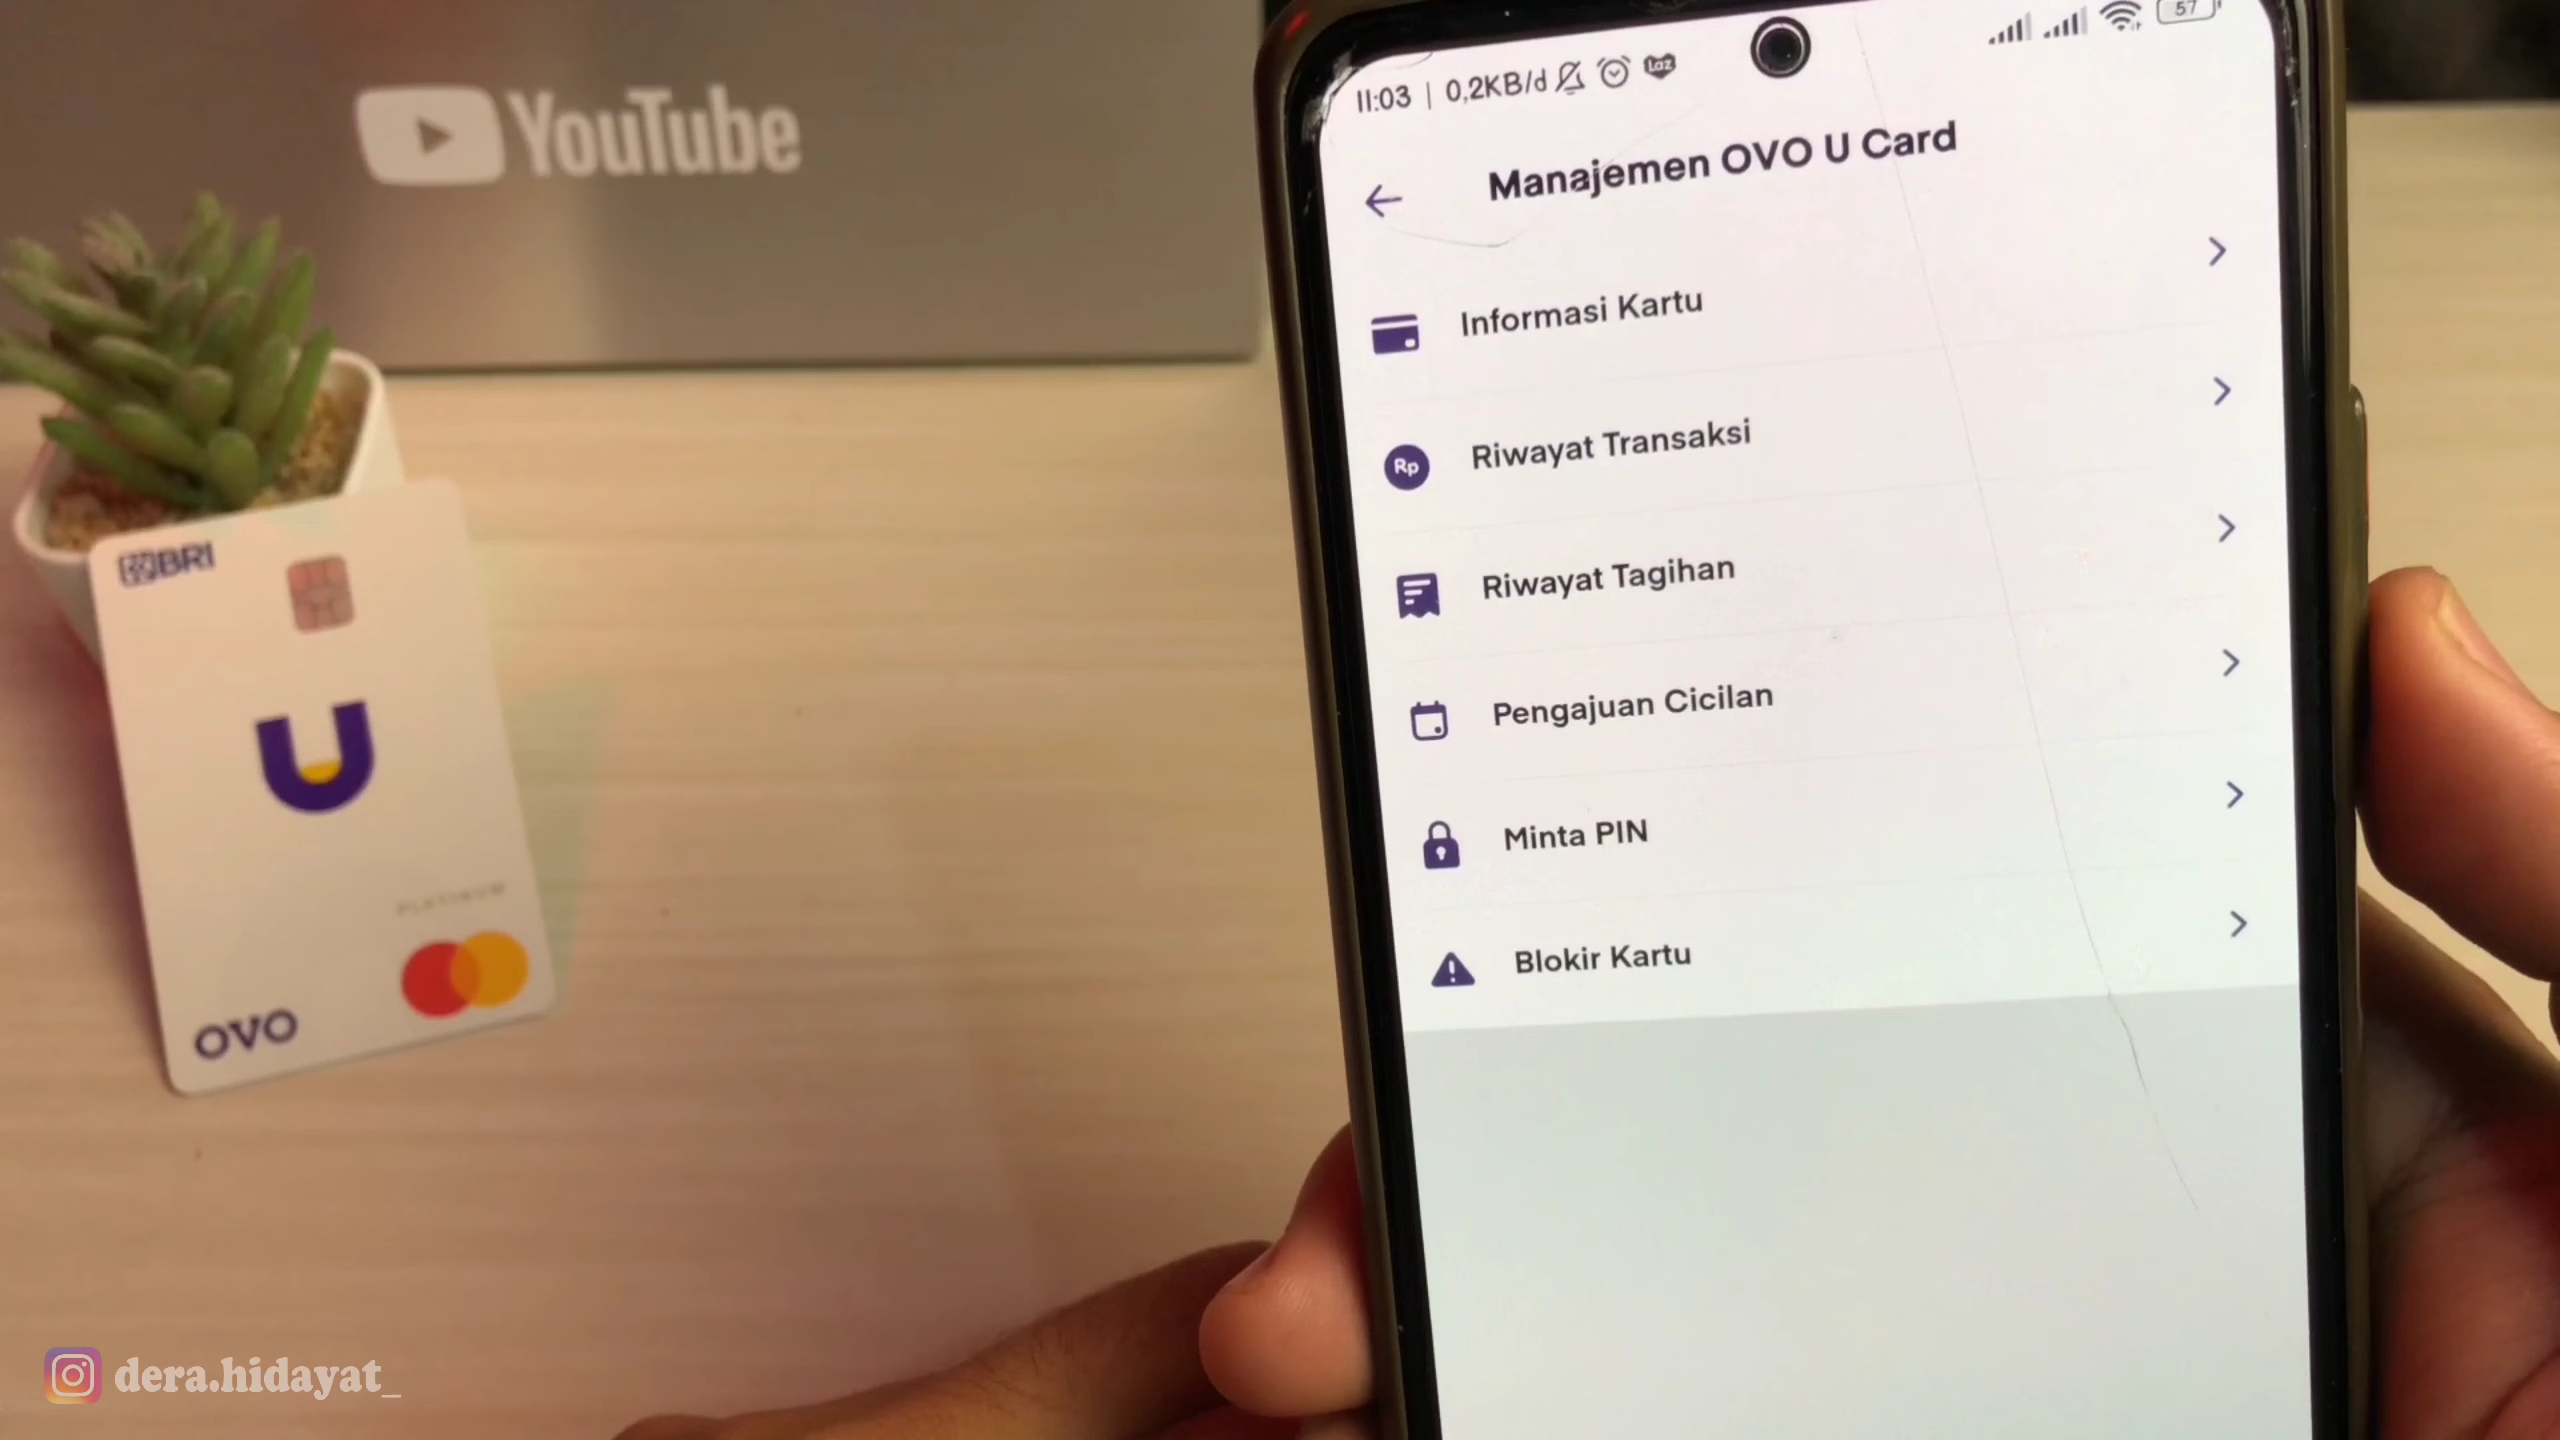 YouTube
BRI
U
PLATINUM
OVO
dera.hidayat_
11:03 | 0,2KB/d
Laz
57
Manajemen OVO U Card
Informasi Kartu
Rp
Riwayat Transaksi
Riwayat Tagihan
Pengajuan Cicilan
Minta PIN
Blokir Kartu